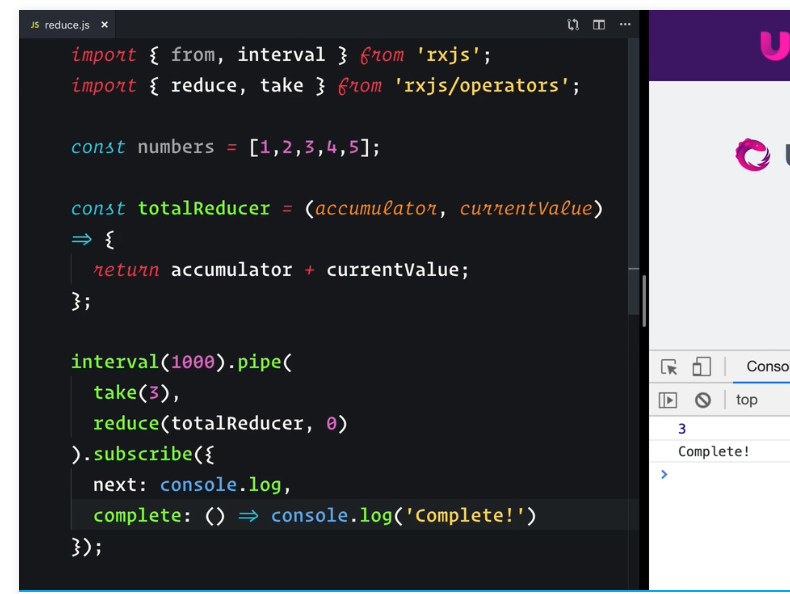 JS reduce.js ×
import { from, interval } from 'rxjs';
import { reduce, take } from 'rxjs/operators';
const numbers = [1,2,3,4,5];
const totalReducer = (accumulator, currentValue)
=> {
return accumulator + currentValue;
};
interval(1000).pipe(
take(3),
reduce(totalReducer, 0)
).subscribe({
next: console.log,
complete: () => console.log('Complete!')
});
Conso
top
3
Complete!
>